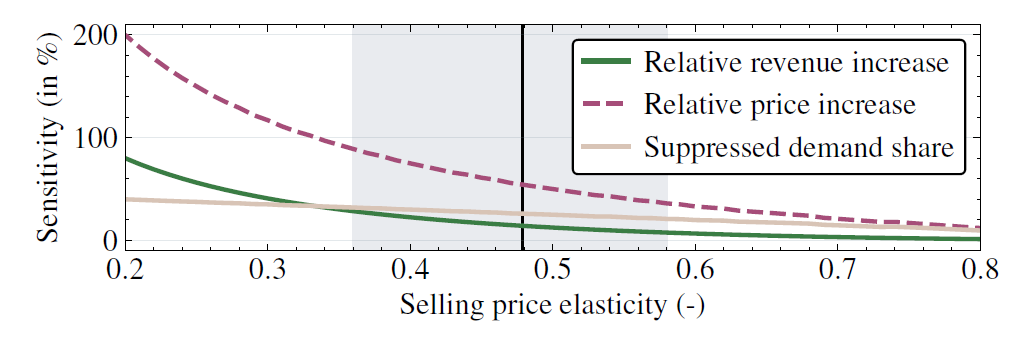 Sensitivity (in %)
200
100
0
Relative revenue increase
Relative price increase
Suppressed demand share
0.2 0.3 0.4 0.5 0.6 0.7 0.8
Selling price elasticity (-)